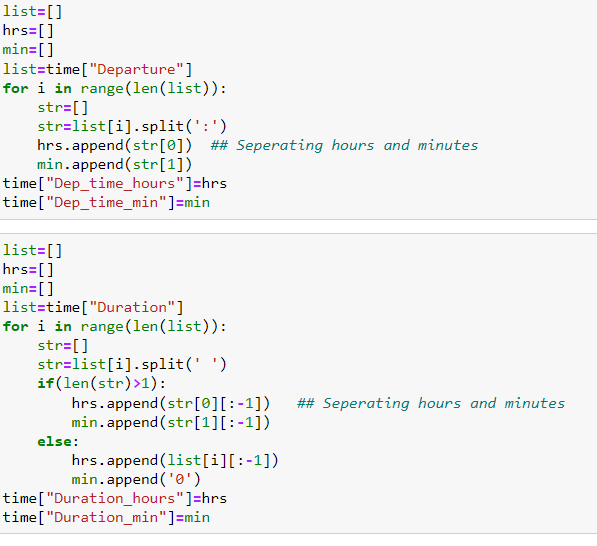 list=[]
hrs=[]
min=[]
list=time["Departure"]
for i in range(len(list)):
    str=[]
    str=list[i].split(':')
    hrs.append(str[0])  ## Seperating hours and minutes
    min.append(str[1])
time["Dep_time_hours"]=hrs
time["Dep_time_min"]=min
list=[]
hrs=[]
min=[]
list=time["Duration"]
for i in range(len(list)):
    str=[]
    str=list[i].split(' ')
    if(len(str)>1):
        hrs.append(str[0][:-1])   ## Seperating hours and minutes
        min.append(str[1][:-1])
    else:
        hrs.append(list[i][:-1])
        min.append('0')
time["Duration_hours"]=hrs
time["Duration_min"]=min